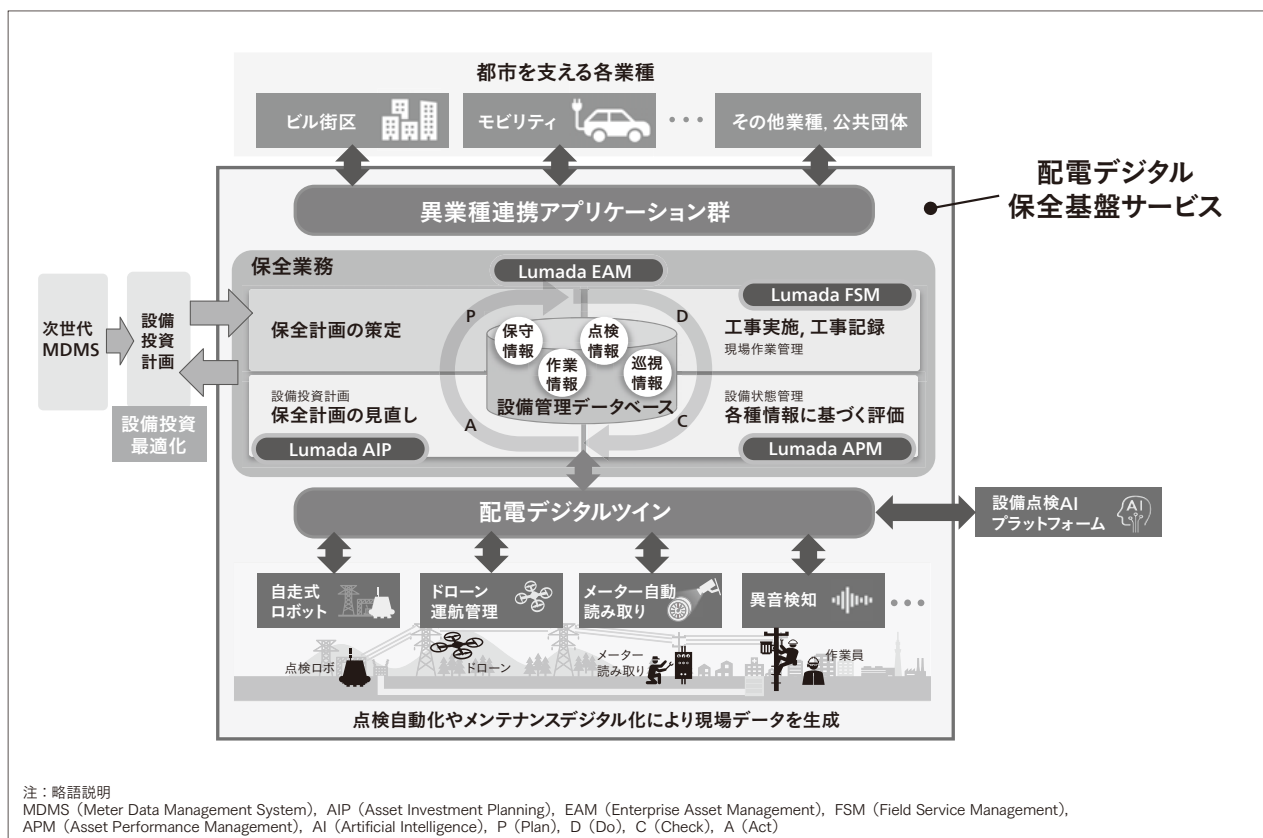 都市を支える各業種
ビル街区
モビリティ
その他業種, 公共団体
配電デジタル
保全基盤サービス
異業種連携アプリケーション群
保全業務
Lumada EAM
Lumada FSM
次世代
MDMS
設備
投資
計画
設備投資
最適化
保全計画の策定
P
D
工事実施, 工事記録
現場作業管理
保守
情報
点検
情報
作業
情報
巡視
情報
設備管理データベース
設備投資計画
保全計画の見直し
A
C
設備状態管理
各種情報に基づく評価
Lumada AIP
Lumada APM
配電デジタルツイン
設備点検AI
プラットフォーム
AI
自走式
ロボット
ドローン
運航管理
メーター自動
読み取り
異音検知
点検ロボ
ドローン
メーター
読み取り
作業員
点検自動化やメンテナンスデジタル化により現場データを生成
注：略語説明
MDMS（Meter Data Management System），AIP（Asset Investment Planning），EAM（Enterprise Asset Management），FSM（Field Service Management），
APM（Asset Performance Management），AI（Artificial Intelligence），P（Plan），D（Do），C（Check），A（Act）